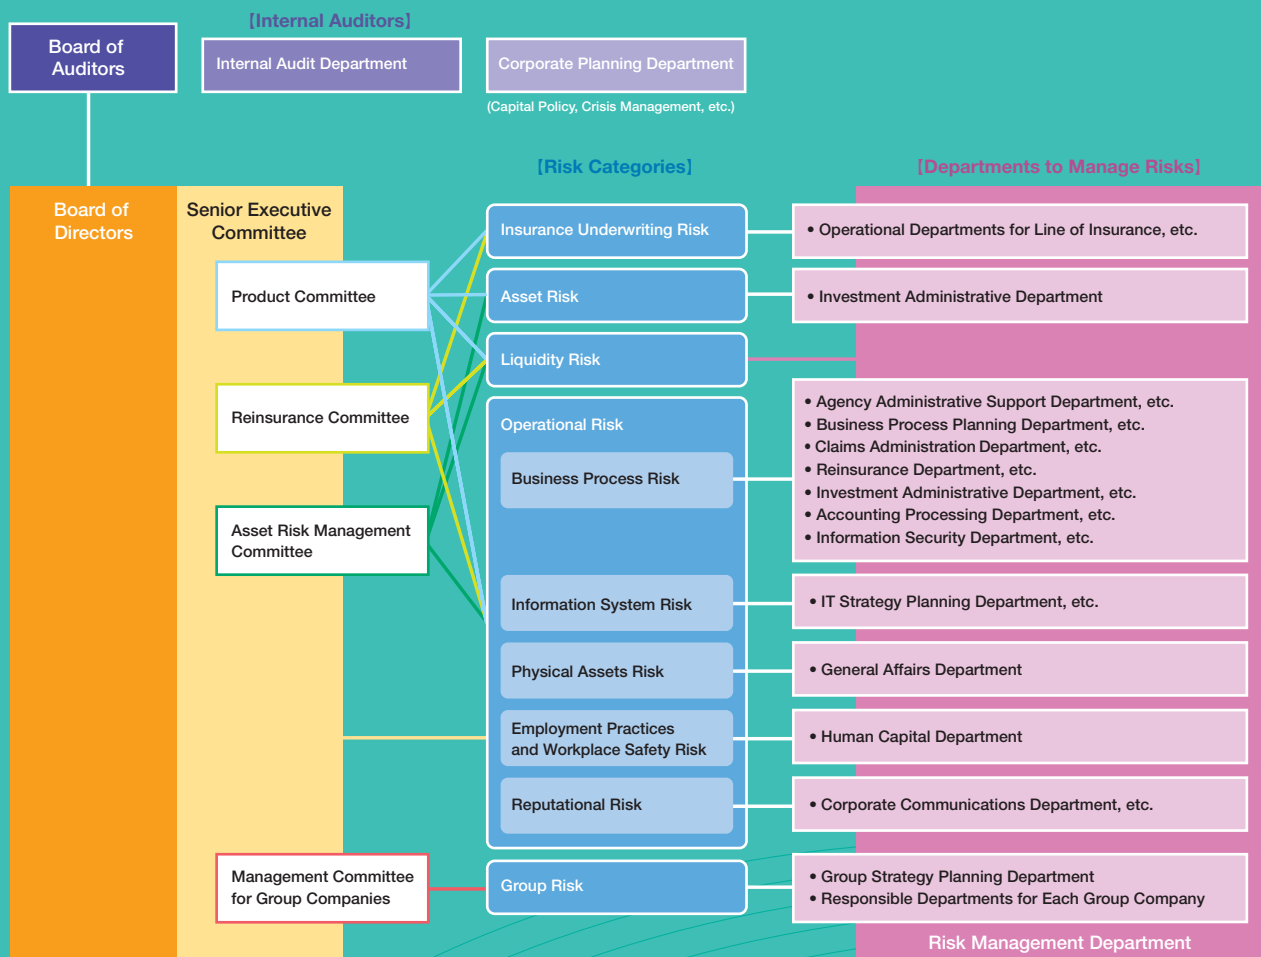 [Internal Auditors]
Board of
Auditors
Internal Audit Department
Corporate Planning Department
(Capital Policy, Crisis Management, etc.)
[Risk Categories]
[Departments to Manage Risks]
Board of
Directors
Senior Executive
Committee
Product Committee
Reinsurance Committee
Asset Risk Management
Committee
Management Committee
for Group Companies
Insurance Underwriting Risk
Asset Risk
Liquidity Risk
Operational Risk
Business Process Risk
Information System Risk
Physical Assets Risk
Employment Practices
and Workplace Safety Risk
Reputational Risk
Group Risk
• Operational Departments for Line of Insurance, etc.
• Investment Administrative Department
• Agency Administrative Support Department, etc.
• Business Process Planning Department, etc.
• Claims Administration Department, etc.
• Reinsurance Department, etc.
• Investment Administrative Department, etc.
• Accounting Processing Department, etc.
• Information Security Department, etc.
• IT Strategy Planning Department, etc.
• General Affairs Department
• Human Capital Department
• Corporate Communications Department, etc.
• Group Strategy Planning Department
• Responsible Departments for Each Group Company
Risk Management Department